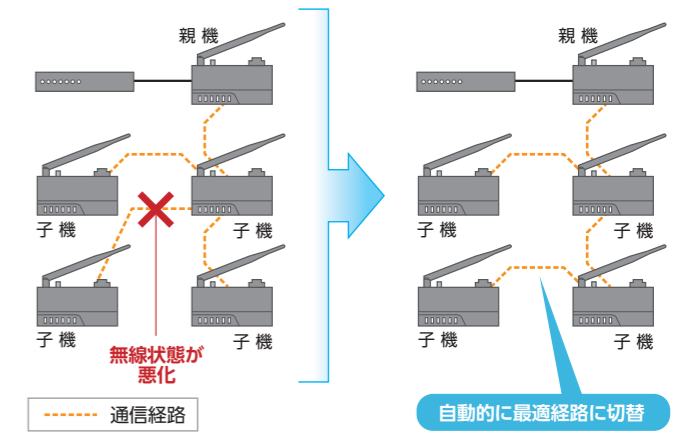 親機
親機
子機
子機
子機
子機
子機
子機
子機
子機
無線状態が
悪化
通信経路
自動的に最適経路に切替